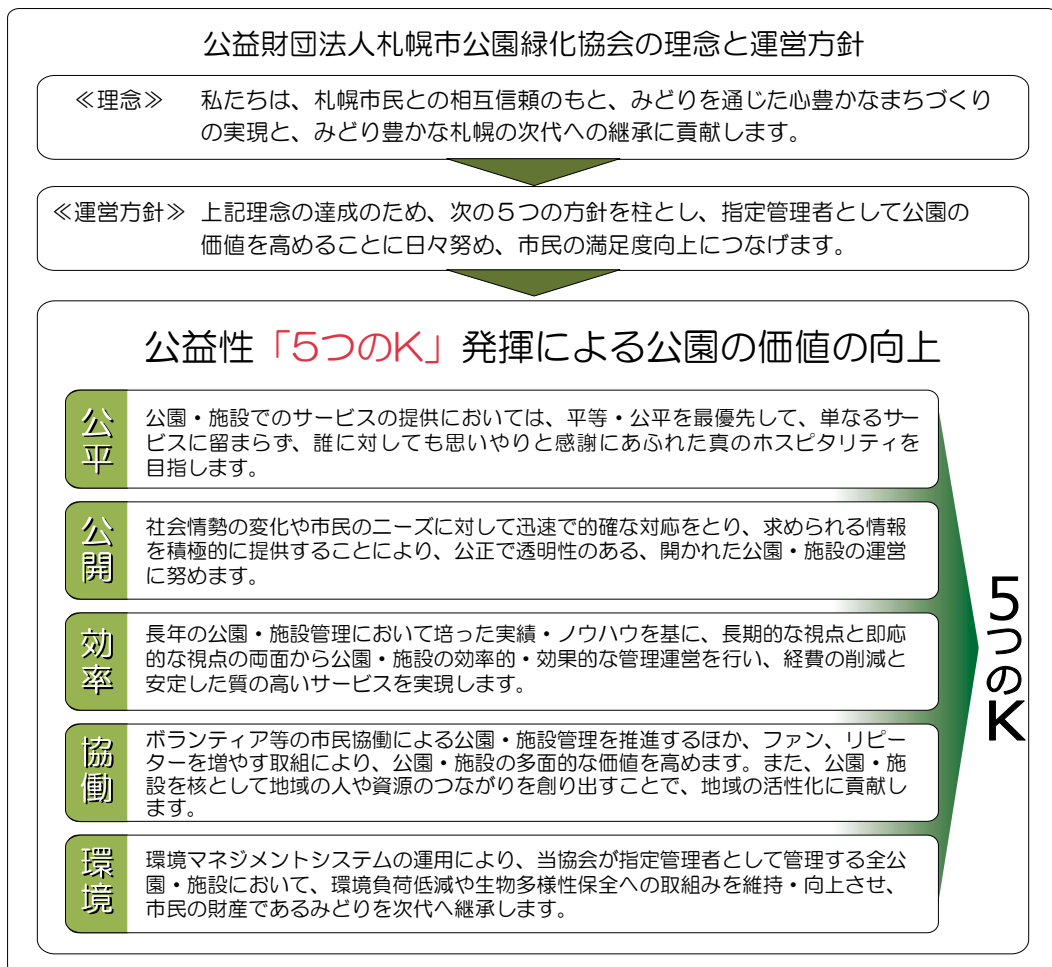 公益財団法人札幌市公園緑化協会の理念と運営方針
≪理念≫ 私たちは、札幌市民との相互信頼のもと、みどりを通じた心豊かなまちづくり
の実現と、みどり豊かな札幌の次代への継承に貢献します。
≪運営方針≫ 上記理念の達成のため、次の5つの方針を柱とし、指定管理者として公園の
価値を高めることに日々努め、市民の満足度向上につなげます。
公益性「5つのK」発揮による公園の価値の向上
公平
公園・施設でのサービスの提供においては、平等・公平を最優先して、単なるサー
ビスに留まらず、誰に対しても思いやりと感謝にあふれた真のホスピタリティを
目指します。
公開
社会情勢の変化や市民のニーズに対して迅速で的確な対応をとり、求められる情報
を積極的に提供することにより、公正で透明性のある、開かれた公園・施設の運営
に努めます。
効率
長年の公園・施設管理において培った実績・ノウハウを基に、長期的な視点と即応
的な視点の両面から公園・施設の効率的・効果的な管理運営を行い、経費の削減と
安定した質の高いサービスを実現します。
協働
ボランティア等の市民協働による公園・施設管理を推進するほか、ファン、リピー
ターを増やす取組により、公園・施設の多面的な価値を高めます。また、公園・施
設を核として地域の人や資源のつながりを創り出すことで、地域の活性化に貢献し
ます。
環境
環境マネジメントシステムの運用により、当協会が指定管理者として管理する全公
園・施設において、環境負荷低減や生物多様性保全への取組みを維持・向上させ、
市民の財産であるみどりを次代へ継承します。
5つのK